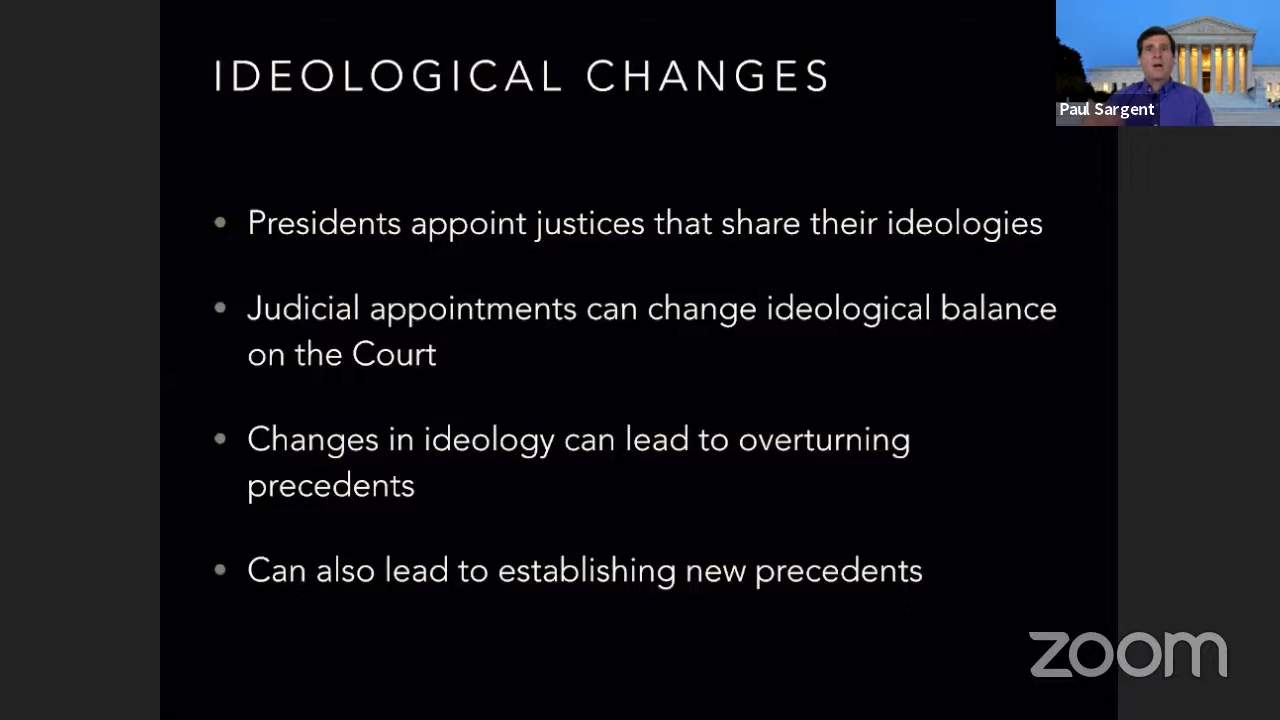 IDEOLOGICAL CHANGES
Paul Sargent
• Presidents appoint justices that share their ideologies
• Judicial appointments can change ideological balance
on the Court
• Changes in ideology can lead to overturning
precedents
• Can also lead to establishing new precedents
zoom